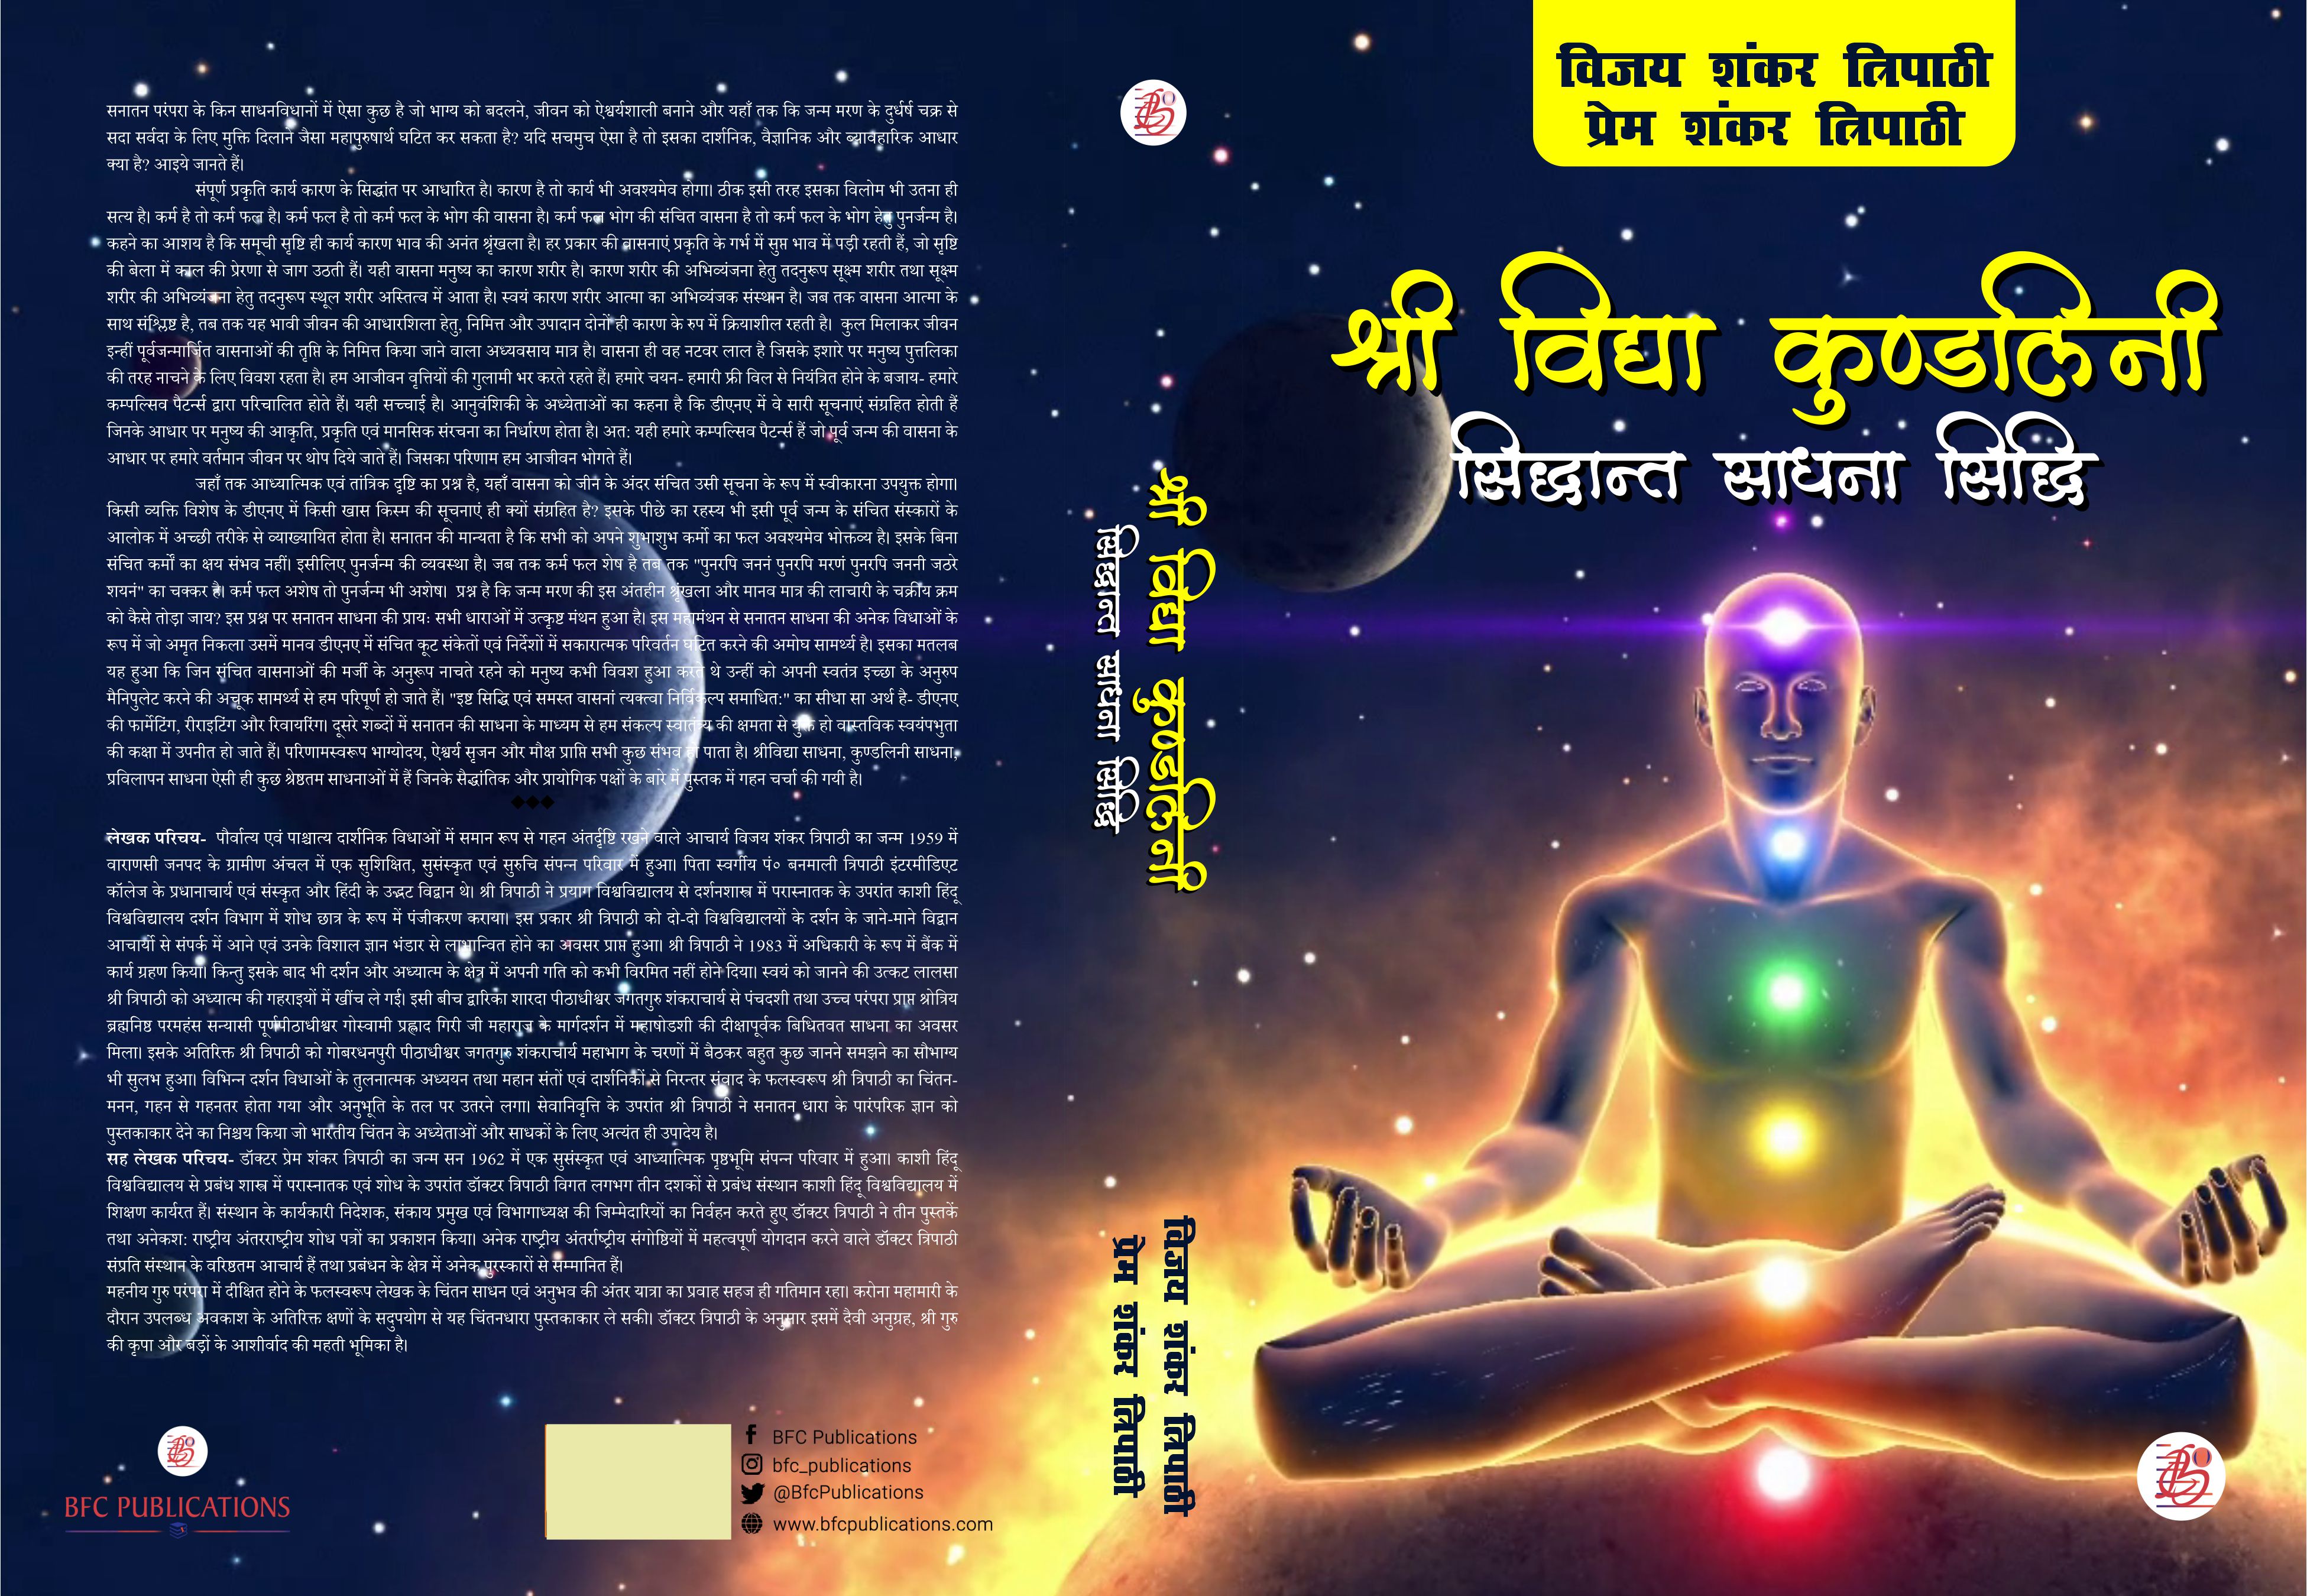 सनातन परंपरा के किन साधनविधानों में ऐसा कुछ है जो भाग्य को बदलने, जीवन को ऐश्वर्यशाली बनाने और यहाँ तक कि जन्म मरण के दुर्धर्ष चक्र से
सदा सर्वदा के लिए मुक्ति दिलाने जैसा महापुरुषार्थ घटित कर सकता है? यदि सचमुच ऐसा है तो इसका दार्शनिक, वैज्ञानिक और व्यावहारिक आधार
क्या है? आइये जानते हैं।
संपूर्ण प्रकृति कार्य कारण के सिद्धांत पर आधारित है। कारण है तो कार्य भी अवश्यमेव होगा। ठीक इसी तरह इसका विलोम भी उतना ही
सत्य है। कर्म है तो कर्म फल है। कर्म फल है तो कर्म फल के भोग की वासना है। कर्म फल भोग की संचित वासना है तो कर्म फल के भोग हेतु पुनर्जन्म है।
कहने का आशय है कि समूची सृष्टि ही कार्य कारण भाव की अनंत श्रृंखला है। हर प्रकार की वासनाएं प्रकृति के गर्भ में सुप्त भाव में पड़ी रहती हैं, जो सृष्टि
की बेला में काल की प्रेरणा से जाग उठती हैं। यही वासना मनुष्य का कारण शरीर है। कारण शरीर की अभिव्यंजना हेतु तदनुरूप सूक्ष्म शरीर तथा सूक्ष्म
शरीर की अभिव्यंजना हेतु तदनुरूप स्थूल शरीर अस्तित्व में आता है। स्वयं कारण शरीर आत्मा का अभिव्यंजक संस्थान है। जब तक वासना आत्मा के
साथ संश्लिष्ट है, तब तक यह भावी जीवन की आधारशिला हेतु, निमित्त और उपादान दोनों ही कारण के रुप में क्रियाशील रहती है। कुल मिलाकर जीवन
इन्हीं पूर्वजन्मार्जित वासनाओं की तृप्ति के निमित्त किया जाने वाला अध्यवसाय मात्र है। वासना ही वह नटवर लाल है जिसके इशारे पर मनुष्य पुत्तलिका
की तरह नाचने के लिए विवश रहता है। हम आजीवन वृत्तियों की गुलामी भर करते रहते हैं। हमारे चयन- हमारी फ्री विल से नियंत्रित होने के बजाय- हमारे
कम्पल्सिव पैटर्न्स द्वारा परिचालित होते हैं। यही सच्चाई है। आनुवंशिकी के अध्येताओं का कहना है कि डीएनए में वे सारी सूचनाएं संग्रहित होती हैं
जिनके आधार पर मनुष्य की आकृति, प्रकृति एवं मानसिक संरचना का निर्धारण होता है। अत: यही हमारे कम्पल्सिव पैटर्न्स हैं जो पूर्व जन्म की वासना के
आधार पर हमारे वर्तमान जीवन पर थोप दिये जाते हैं। जिसका परिणाम हम आजीवन भोगते हैं।
जहाँ तक आध्यात्मिक एवं तांत्रिक दृष्टि का प्रश्न है, यहाँ वासना को जीन के अंदर संचित उसी सूचना के रूप में स्वीकारना उपयुक्त होगा।
किसी व्यक्ति विशेष के डीएनए में किसी खास किस्म की सूचनाएं ही क्यों संग्रहित है? इसके पीछे का रहस्य भी इसी पूर्व जन्म के संचित संस्कारों के
आलोक में अच्छी तरीके से व्याख्यायित होता है। सनातन की मान्यता है कि सभी को अपने शुभाशुभ कर्मो का फल अवश्यमेव भोक्तव्य है। इसके बिना
संचित कर्मों का क्षय संभव नहीं। इसीलिए पुनर्जन्म की व्यवस्था है। जब तक कर्म फल शेष है तब तक "पुनरपि जननं पुनरपि मरणं पुनरपि जननी जठरे
शयनं" का चक्कर है। कर्म फल अशेष तो पुनर्जन्म भी अशेष। प्रश्न है कि जन्म मरण की इस अंतहीन श्रृंखला और मानव मात्र की लाचारी के चक्रीय क्रम
को कैसे तोड़ा जाय? इस प्रश्न पर सनातन साधना की प्रायः सभी धाराओं में उत्कृष्ट मंथन हुआ है। इस महामंथन से सनातन साधना की अनेक विधाओं के
रूप में जो अमृत निकला उसमें मानव डीएनए में संचित कूट संकेतों एवं निर्देशों में सकारात्मक परिवर्तन घटित करने की अमोघ सामर्थ्य है। इसका मतलब
यह हुआ कि जिन संचित वासनाओं की मर्जी के अनुरूप नाचते रहने को मनुष्य कभी विवश हुआ करते थे उन्हीं को अपनी स्वतंत्र इच्छा के अनुरुप
मैनिपुलेट करने की अचूक सामर्थ्य से हम परिपूर्ण हो जाते हैं। "इष्ट सिद्धि एवं समस्त वासनां त्यक्त्वा निर्विकल्प समाधित:" का सीधा सा अर्थ है- डीएनए
की फार्मेटिंग, रीराइटिंग और रिवायरिंग। दूसरे शब्दों में सनातन की साधना के माध्यम से हम संकल्प स्वातंत्र्य की क्षमता से युक्त हो वास्तविक स्वयंपभुता
की कक्षा में उपनीत हो जाते हैं। परिणामस्वरूप भाग्योदय, ऐश्वर्य सृजन और मौक्ष प्राप्ति सभी कुछ संभव हो पाता है। श्रीविद्या साधना, कुण्डलिनी साधना,
प्रविलापन साधना ऐसी ही कुछ श्रेष्ठतम साधनाओं में हैं जिनके सैद्धांतिक और प्रायोगिक पक्षों के बारे में पुस्तक में गहन चर्चा की गयी है।
लेखक परिचय- पौर्वात्य एवं पाश्चात्य दार्शनिक विधाओं में समान रूप से गहन अंतर्दृष्टि रखने वाले आचार्य विजय शंकर त्रिपाठी का जन्म 1959 में
वाराणसी जनपद के ग्रामीण अंचल में एक सुशिक्षित, सुसंस्कृत एवं सुरुचि संपन्न परिवार में हुआ। पिता स्वर्गीय पं० बनमाली त्रिपाठी इंटरमीडिएट
कॉलेज के प्रधानाचार्य एवं संस्कृत और हिंदी के उद्भट विद्वान थे। श्री त्रिपाठी ने प्रयाग विश्वविद्यालय से दर्शनशास्त्र में परास्नातक के उपरांत काशी हिंदू
विश्वविद्यालय दर्शन विभाग में शोध छात्र के रूप में पंजीकरण कराया। इस प्रकार श्री त्रिपाठी को दो-दो विश्वविद्यालयों के दर्शन के जाने-माने विद्वान
आचार्यो से संपर्क में आने एवं उनके विशाल ज्ञान भंडार से लाभान्वित होने का अवसर प्राप्त हुआ। श्री त्रिपाठी ने 1983 में अधिकारी के रूप में बैंक में
कार्य ग्रहण किया। किन्तु इसके बाद भी दर्शन और अध्यात्म के क्षेत्र में अपनी गति को कभी विरमित नहीं होने दिया। स्वयं को जानने की उत्कट लालसा
श्री त्रिपाठी को अध्यात्म की गहराइयों में खींच ले गई। इसी बीच द्वारिका शारदा पीठाधीश्वर जगतगुरु शंकराचार्य से पंचदशी तथा उच्च परंपरा प्राप्त श्रोत्रिय
ब्रह्मनिष्ठ परमहंस सन्यासी पूर्णपीठाधीश्वर गोस्वामी प्रह्लाद गिरी जी महाराज के मार्गदर्शन में महाषोडशी की दीक्षापूर्वक बिधितवत साधना का अवसर
मिला। इसके अतिरिक्त श्री त्रिपाठी को गोबरधनपुरी पीठाधीश्वर जगतगुरु शंकराचार्य महाभाग के चरणों में बैठकर बहुत कुछ जानने समझने का सौभाग्य
भी सुलभ हुआ। विभिन्न दर्शन विधाओं के तुलनात्मक अध्ययन तथा महान संतों एवं दार्शनिकों से निरन्तर संवाद के फलस्वरूप श्री त्रिपाठी का चिंतन-
मनन, गहन से गहनतर होता गया और अनुभूति के तल पर उतरने लगा। सेवानिवृत्ति के उपरांत श्री त्रिपाठी ने सनातन धारा के पारंपरिक ज्ञान को
पुस्तकाकार देने का निश्चय किया जो भारतीय चिंतन के अध्येताओं और साधकों के लिए अत्यंत ही उपादेय है।
सह लेखक परिचय- डॉक्टर प्रेम शंकर त्रिपाठी का जन्म सन 1962 में एक सुसंस्कृत एवं आध्यात्मिक पृष्ठभूमि संपन्न परिवार में हुआ। काशी हिंदू
विश्वविद्यालय से प्रबंध शास्त्र में परास्नातक एवं शोध के उपरांत डॉक्टर त्रिपाठी विगत लगभग तीन दशकों से प्रबंध संस्थान काशी हिंदू विश्वविद्यालय में
शिक्षण कार्यरत हैं। संस्थान के कार्यकारी निदेशक, संकाय प्रमुख एवं विभागाध्यक्ष की जिम्मेदारियों का निर्वहन करते हुए डॉक्टर त्रिपाठी ने तीन पुस्तकें
तथा अनेकश: राष्ट्रीय अंतरराष्ट्रीय शोध पत्रों का प्रकाशन किया। अनेक राष्ट्रीय अंतर्राष्ट्रीय संगोष्ठियों में महत्वपूर्ण योगदान करने वाले डॉक्टर त्रिपाठी
संप्रति संस्थान के वरिष्ठतम आचार्य हैं तथा प्रबंधन के क्षेत्र में अनेक पुरस्कारों से सम्मानित हैं।
महनीय गुरु परंपरा में दीक्षित होने के फलस्वरूप लेखक के चिंतन साधन एवं अनुभव की अंतर यात्रा का प्रवाह सहज ही गतिमान रहा। करोना महामारी के
दौरान उपलब्ध अवकाश के अतिरिक्त क्षणों के सदुपयोग से यह चिंतनधारा पुस्तकाकार ले सकी। डॉक्टर त्रिपाठी के अनुसार इसमें दैवी अनुग्रह, श्री गुरु
की कृपा और बड़ों के आशीर्वाद की महती भूमिका है।
BFC PUBLICATIONS
BFC Publications
bfc_publications
@BfcPublications
www.bfcpublications.com
श्री विद्या कुण्डलिनी
सिद्धान्त साधना सिद्धि
विजय शंकर त्रिपाठी
प्रेम शंकर त्रिपाठी
विजय शंकर त्रिपाठी
प्रेम शंकर त्रिपाठी
श्री विद्या कुण्डलिनी
सिद्धान्त साधना सिद्धि